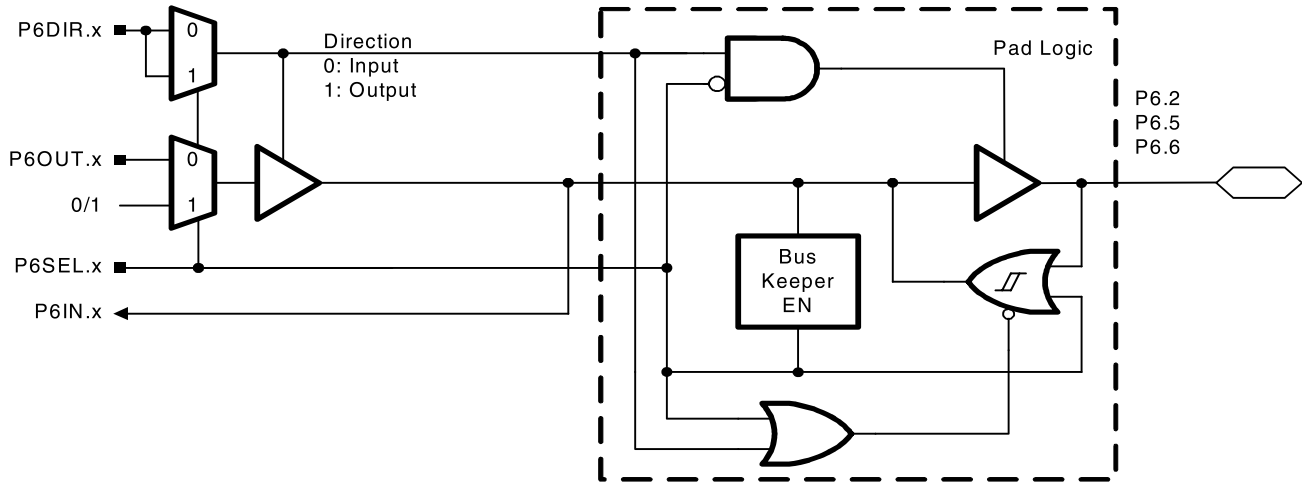 P6DIR.x
0
1
Direction
0: Input
1: Output
Pad Logic
P6.2
P6.5
P6.6
P6OUT.x
0
0/1
1
P6SEL.x
P6IN.x
Bus
Keeper
EN